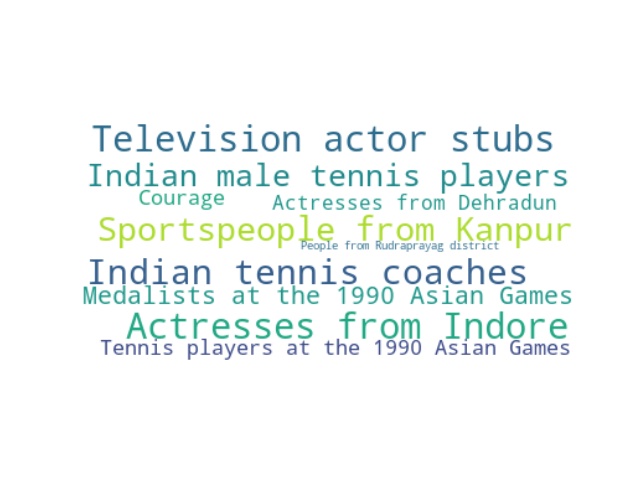 Television actor stubs
Indian male tennis players
Courage
Actresses from Dehradun
Sportspeople from Kanpur
People from Rudraprayag district
Indian tennis coaches
Medalists at the 1990 Asian Games
Actresses from Indore
Tennis players at the 1990 Asian Games